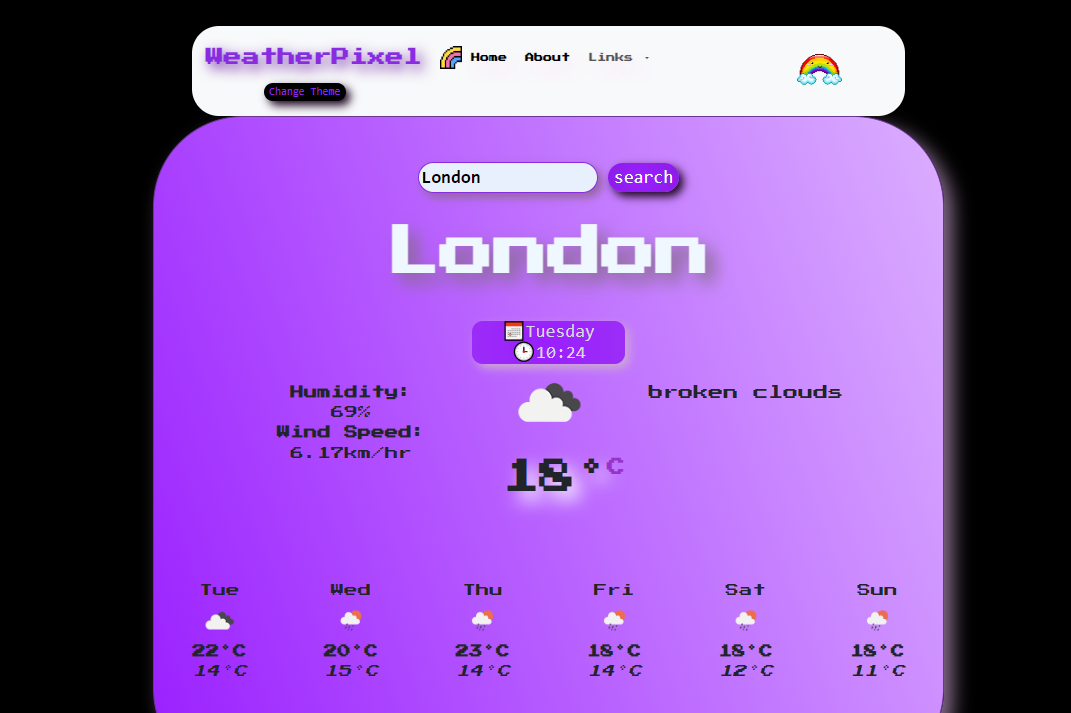 WeatherPixel Home About Links
Change Theme
London search
London
Tuesday
10:24
Humidity:
69%
Wind Speed:
6.17km/hr
broken clouds
18°C
Tue Wed Thu Fri Sat Sun
22°C 20°C 23°C 18°C 18°C 18°C
14°C 15°C 14°C 14°C 12°C 11°C